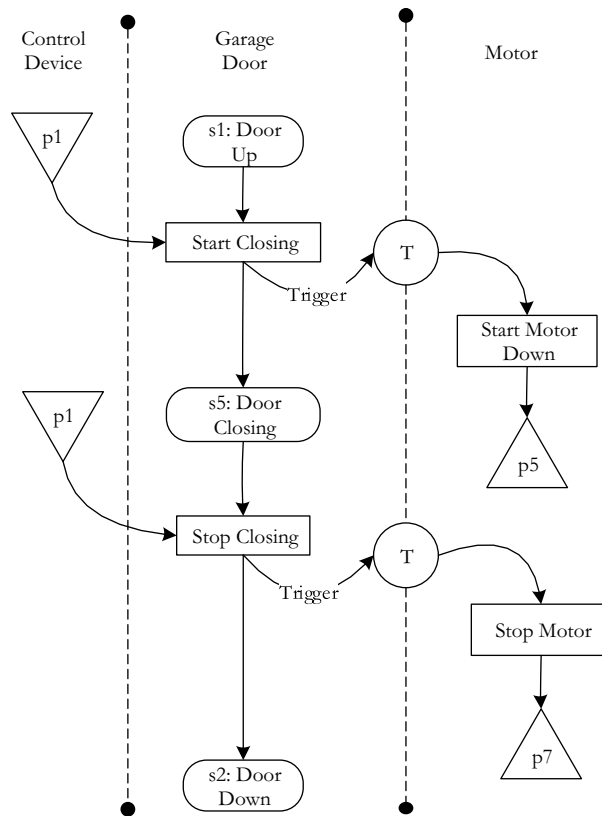 Control
Device
Garage
Door
Motor
p1
s1: Door
Up
Start Closing
T
Trigger
Start Motor
Down
p1
s5: Door
Closing
p5
Stop Closing
T
Trigger
Stop Motor
s2: Door
Down
p7